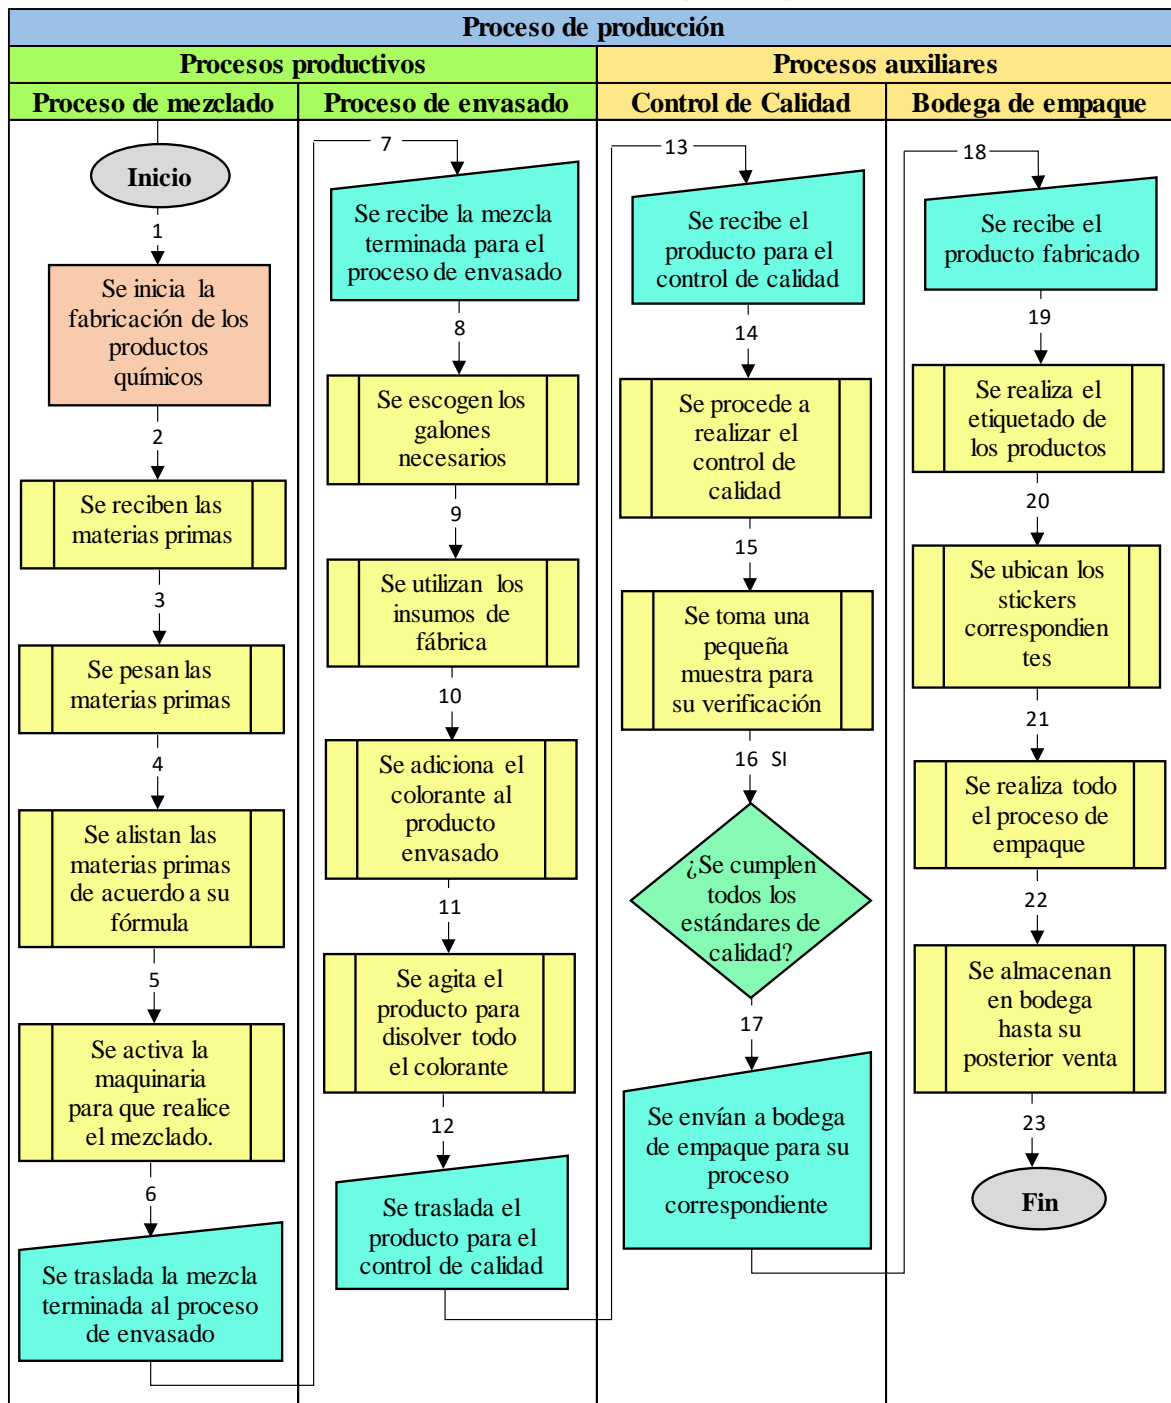 Proceso de producción
Procesos productivos
Procesos auxiliares
Proceso de mezclado
Proceso de envasado
Control de Calidad
Bodega de empaque
Inicio
1
Se inicia la
fabricación de los
productos
químicos
2
Se reciben las
materias primas
3
Se pesan las
materias primas
4
Se alistan las
materias primas
de acuerdo a su
fórmula
5
Se activa la
maquinaria
para que realice
el mezclado.
6
Se traslada la mezcla
terminada al proceso
de envasado
7
Se recibe la mezcla
terminada para el
proceso de envasado
8
Se escogen los
galones
necesarios
9
Se utilizan los
insumos de
fábrica
10
Se adiciona el
colorante al
producto
envasado
11
Se agita el
producto para
disolver todo
el colorante
12
Se traslada el
producto para el
control de calidad
13
Se recibe el
producto para el
control de calidad
14
Se procede a
realizar el
control de
calidad
15
Se toma una
pequeña
muestra para
su verificación
16 SI
¿Se cumplen
todos los
estándares de
calidad?
17
Se envían a bodega
de empaque para su
proceso
correspondiente
18
Se recibe el
producto fabricado
19
Se realiza el
etiquetado de
los productos
20
Se ubican los
stickers
correspondien
tes
21
Se realiza todo
el proceso de
empaque
22
Se almacenan
en bodega
hasta su
posterior venta
23
Fin